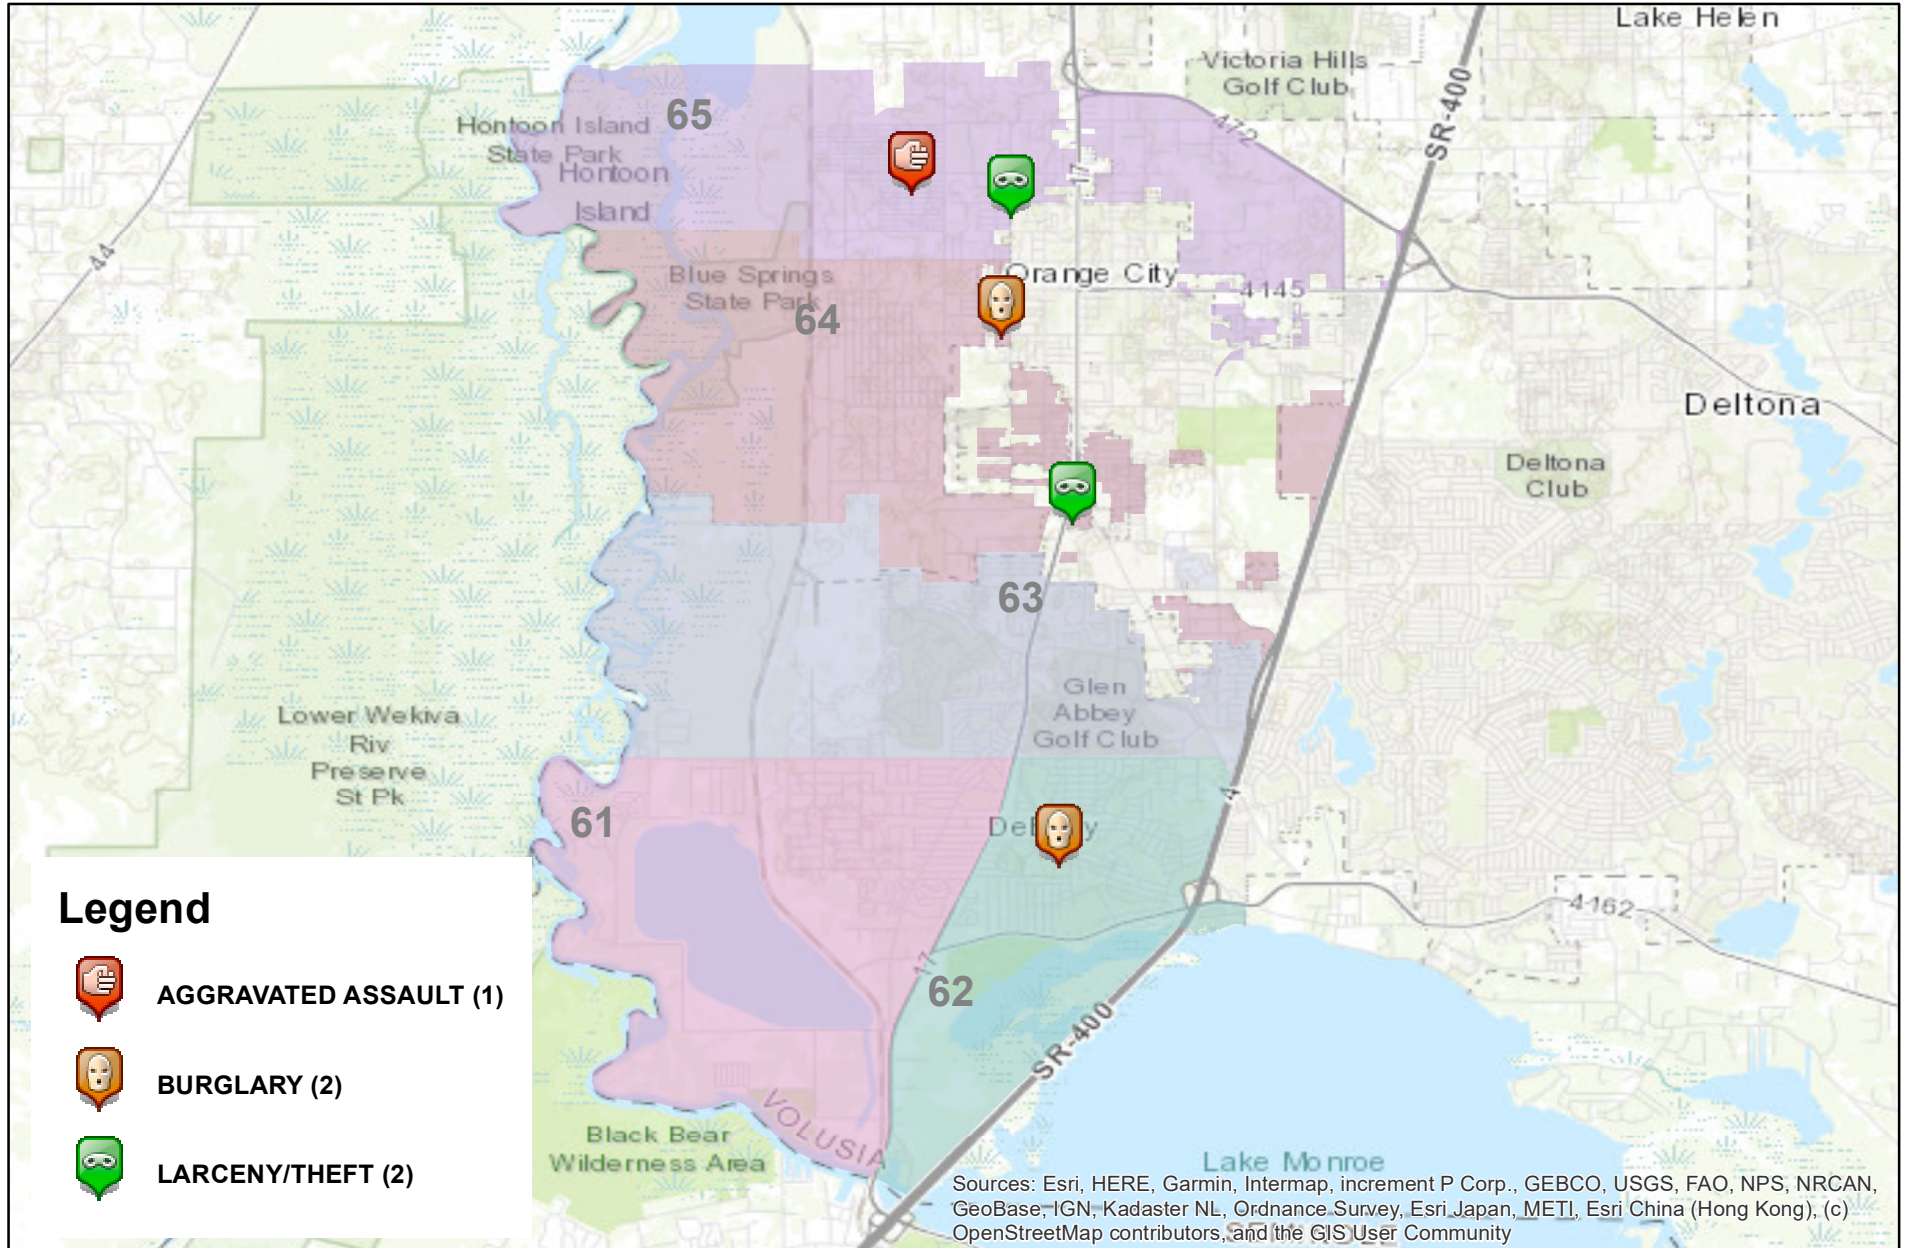 Lake Helen
Victoria Hills
Golf Club
SR-400
472
65
Hontoon Island
State Park
Hontoon
Island
17
44
Blue Springs
State Park
64
Orange City
4145
Deltona
Deltona
Club
63
Glen
Abbey
Golf Club
Lower Wekiva
Riv
Preserve
St Pk
4
61
4162
17
62
SR-400
VOLUSIA
Black Bear
Wilderness Area
Lake Monroe
Legend
AGGRAVATED ASSAULT (1)
BURGLARY (2)
LARCENY/THEFT (2)
Sources: Esri, HERE, Garmin, Intermap, increment P Corp., GEBCO, USGS, FAO, NPS, NRCAN,
GeoBase, IGN, Kadaster NL, Ordnance Survey, Esri Japan, METI, Esri China (Hong Kong), (c)
OpenStreetMap contributors, and the GIS User Community